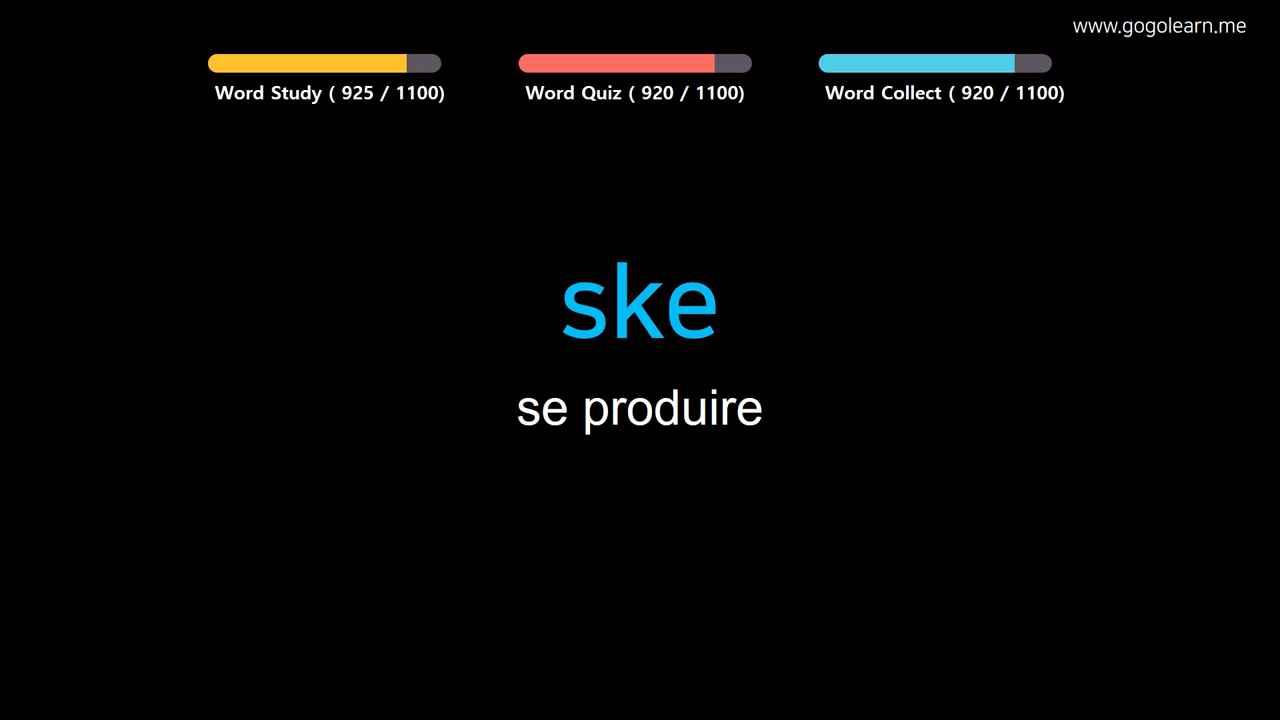 www.gogolearn.me
Word Study ( 925 / 1100)
Word Quiz ( 920 / 1100)
Word Collect ( 920 / 1100)
ske
se produire